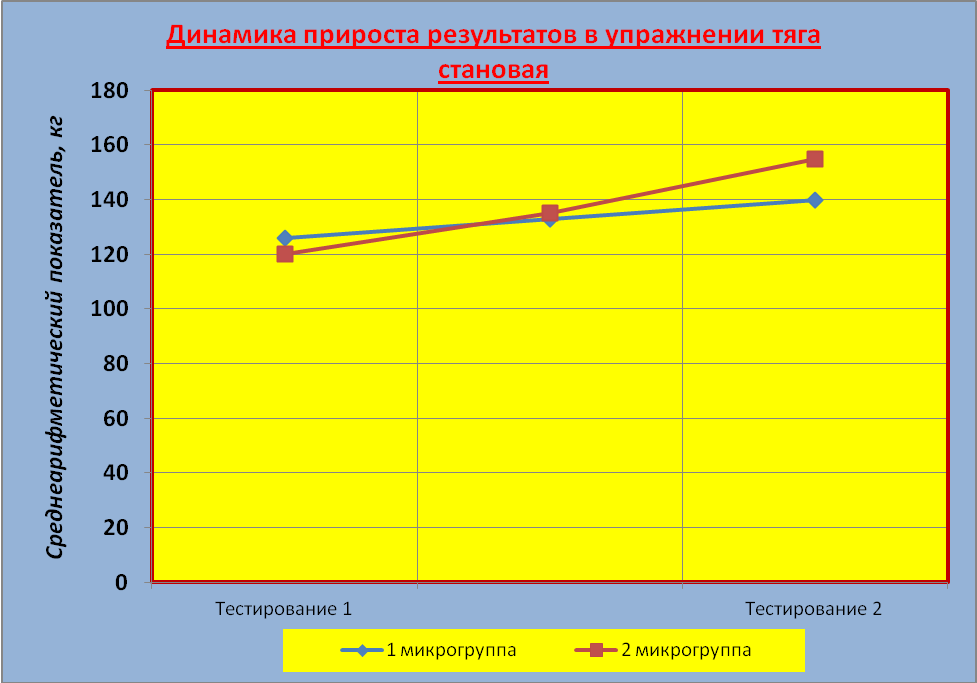 Динамика прироста результатов в упражнении тяга
становая
Среднеарифметический показатель, кг
180
160
140
120
100
80
60
40
20
0
Тестирование 1
Тестирование 2
1 микрогруппа
2 микрогруппа